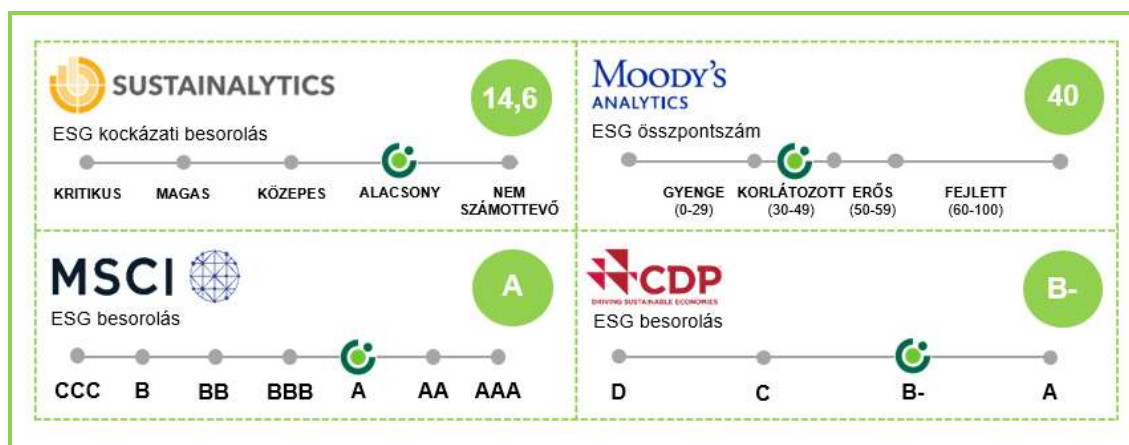 SUSTAINALYTICS
14,6
ESG kockázati besorolás
KRITIKUS MAGAS KÖZEPES ALACSONY NEM
SZÁMOTTEVŐ
MOODY'S
ANALYTICS
40
ESG összpontszám
GYENGE KORLÁTOZOTT ERŐS FEJLETT
(0-29) (30-49) (50-59) (60-100)
MSCI
A
ESG besorolás
CCC B BB BBB A AA AAA
CDP
DRIVING SUSTAINABLE ECONOMIES
B-
ESG besorolás
D C B- A